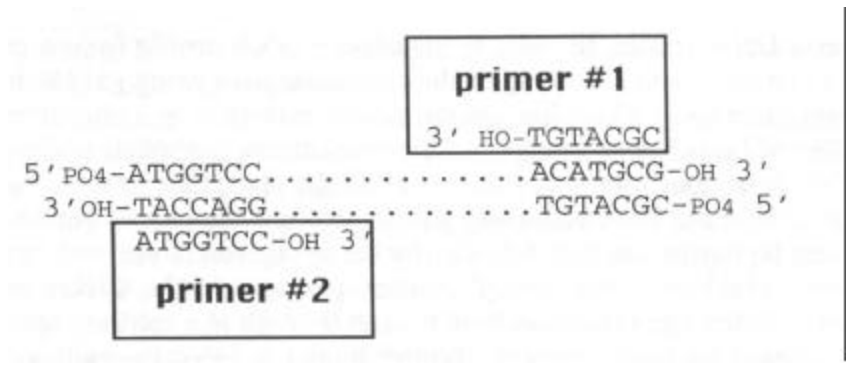 primer #1
3' HO-TGTACGC
5'PO4-ATGGTCC...............ACATGCG-OH 3'
3'OH-TACCAGG...............TGTACGC-PO4 5'
ATGGTCC-OH 3'
primer #2